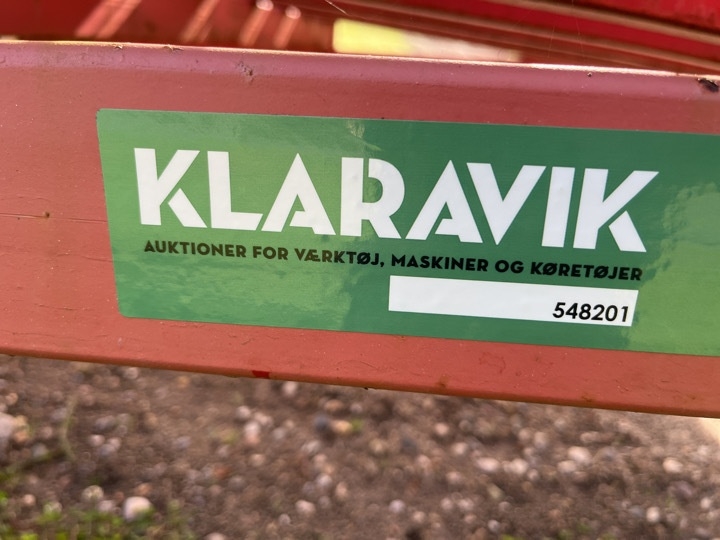 KLARAVIK
AUKTIONER FOR VÆRKTØJ, MASKINER OG KØRETØJER
548201